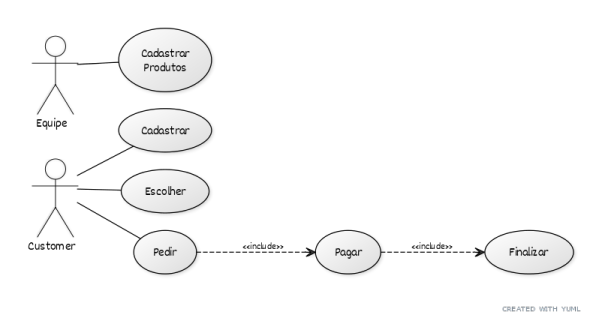 Cadastrar
Produtos
Equipe
Cadastrar
Escolher
Customer
Pedir
<<include>>
Pagar
<<include>>
Finalizar
CREATED WITH YUML